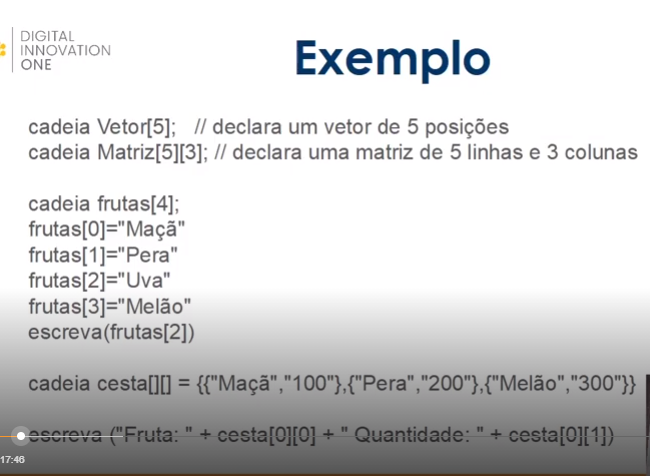 DIGITAL
INNOVATION
ONE
Exemplo
cadeia Vetor[5];   // declara um vetor de 5 posições
cadeia Matriz[5][3]; // declara uma matriz de 5 linhas e 3 colunas
cadeia frutas[4];
frutas[0]="Maçã"
frutas[1]="Pera"
frutas[2]="Uva"
frutas[3]="Melão"
escreva(frutas[2])
cadeia cesta[][] = {{"Maçã","100"},{"Pera","200"},{"Melão","300"}}
escreva ("Fruta: " + cesta[0][0] + " Quantidade: " + cesta[0][1])
17:46